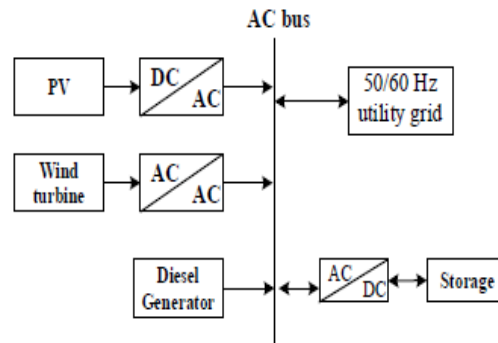 AC bus
PV
DC
AC
50/60 Hz
utility grid
Wind
turbine
AC
AC
Diesel
Generator
AC
DC
Storage